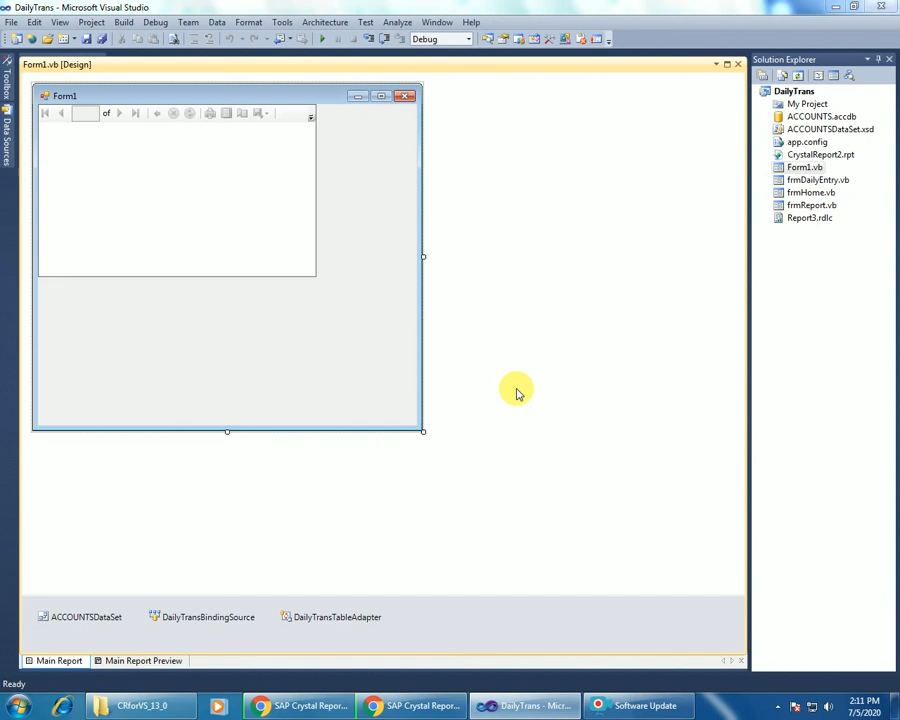 DailyTrans - Microsoft Visual Studio
File Edit View Project Build Debug Team Data Format Tools Architecture Test Analyze Window Help
Debug
Form1.vb [Design]
Solution Explorer
Toolbox
Data Sources
Form1
of
DailyTrans
My Project
ACCOUNTS.accdb
ACCOUNTSDataSet.xsd
app.config
CrystalReport2.rpt
Form1.vb
frmDailyEntry.vb
frmHome.vb
frmReport.vb
Report3.rdlc
ACCOUNTSDataSet DailyTransBindingSource DailyTransTableAdapter
Main Report Main Report Preview
Ready
CRforVS_13_0 SAP Crystal Repor... SAP Crystal Repor... DailyTrans - Micr... Software Update
2:11 PM
7/5/2020